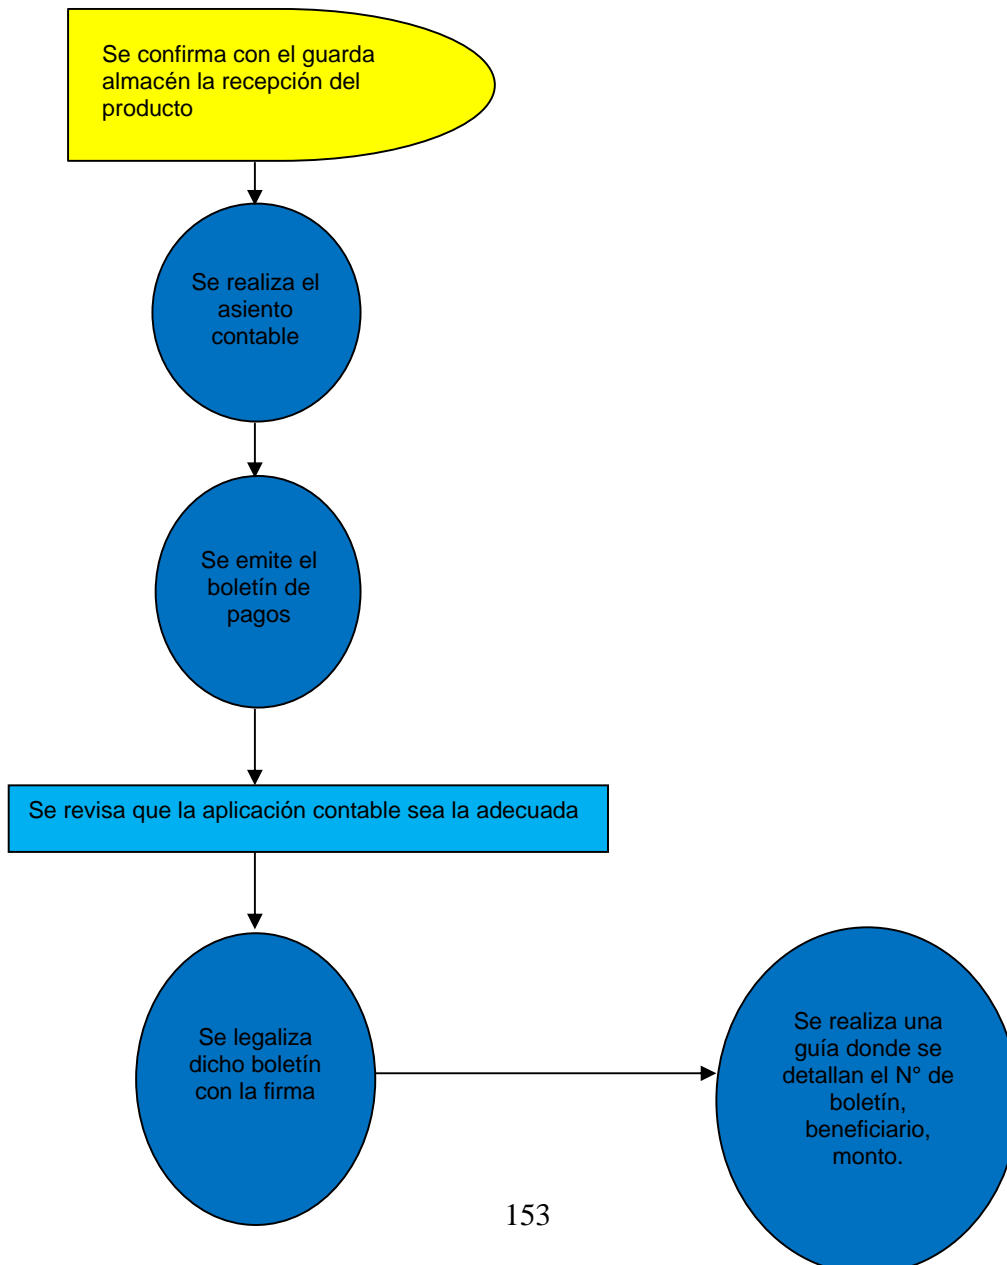 Se confirma con el guarda
almacén la recepción del
producto
Se realiza el
asiento
contable
Se emite el
boletín de
pagos
Se revisa que la aplicación contable sea la adecuada
Se legaliza
dicho boletín
con la firma
Se realiza una
guía donde se
detallan el N° de
boletín,
beneficiario,
monto.
153